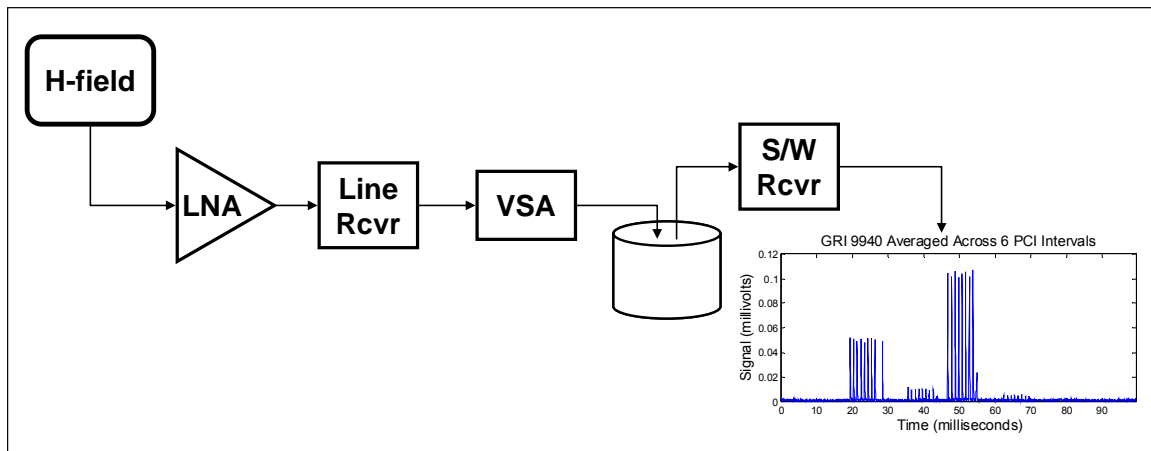 H-field
LNA
Line
Rcvr
VSA
S/W
Rcvr
GRI 9940 Averaged Across 6 PCI Intervals
Signal (millivolts)
0.12
0.1
0.08
0.06
0.04
0.02
0
0 10 20 30 40 50 60 70 80 90
Time (milliseconds)